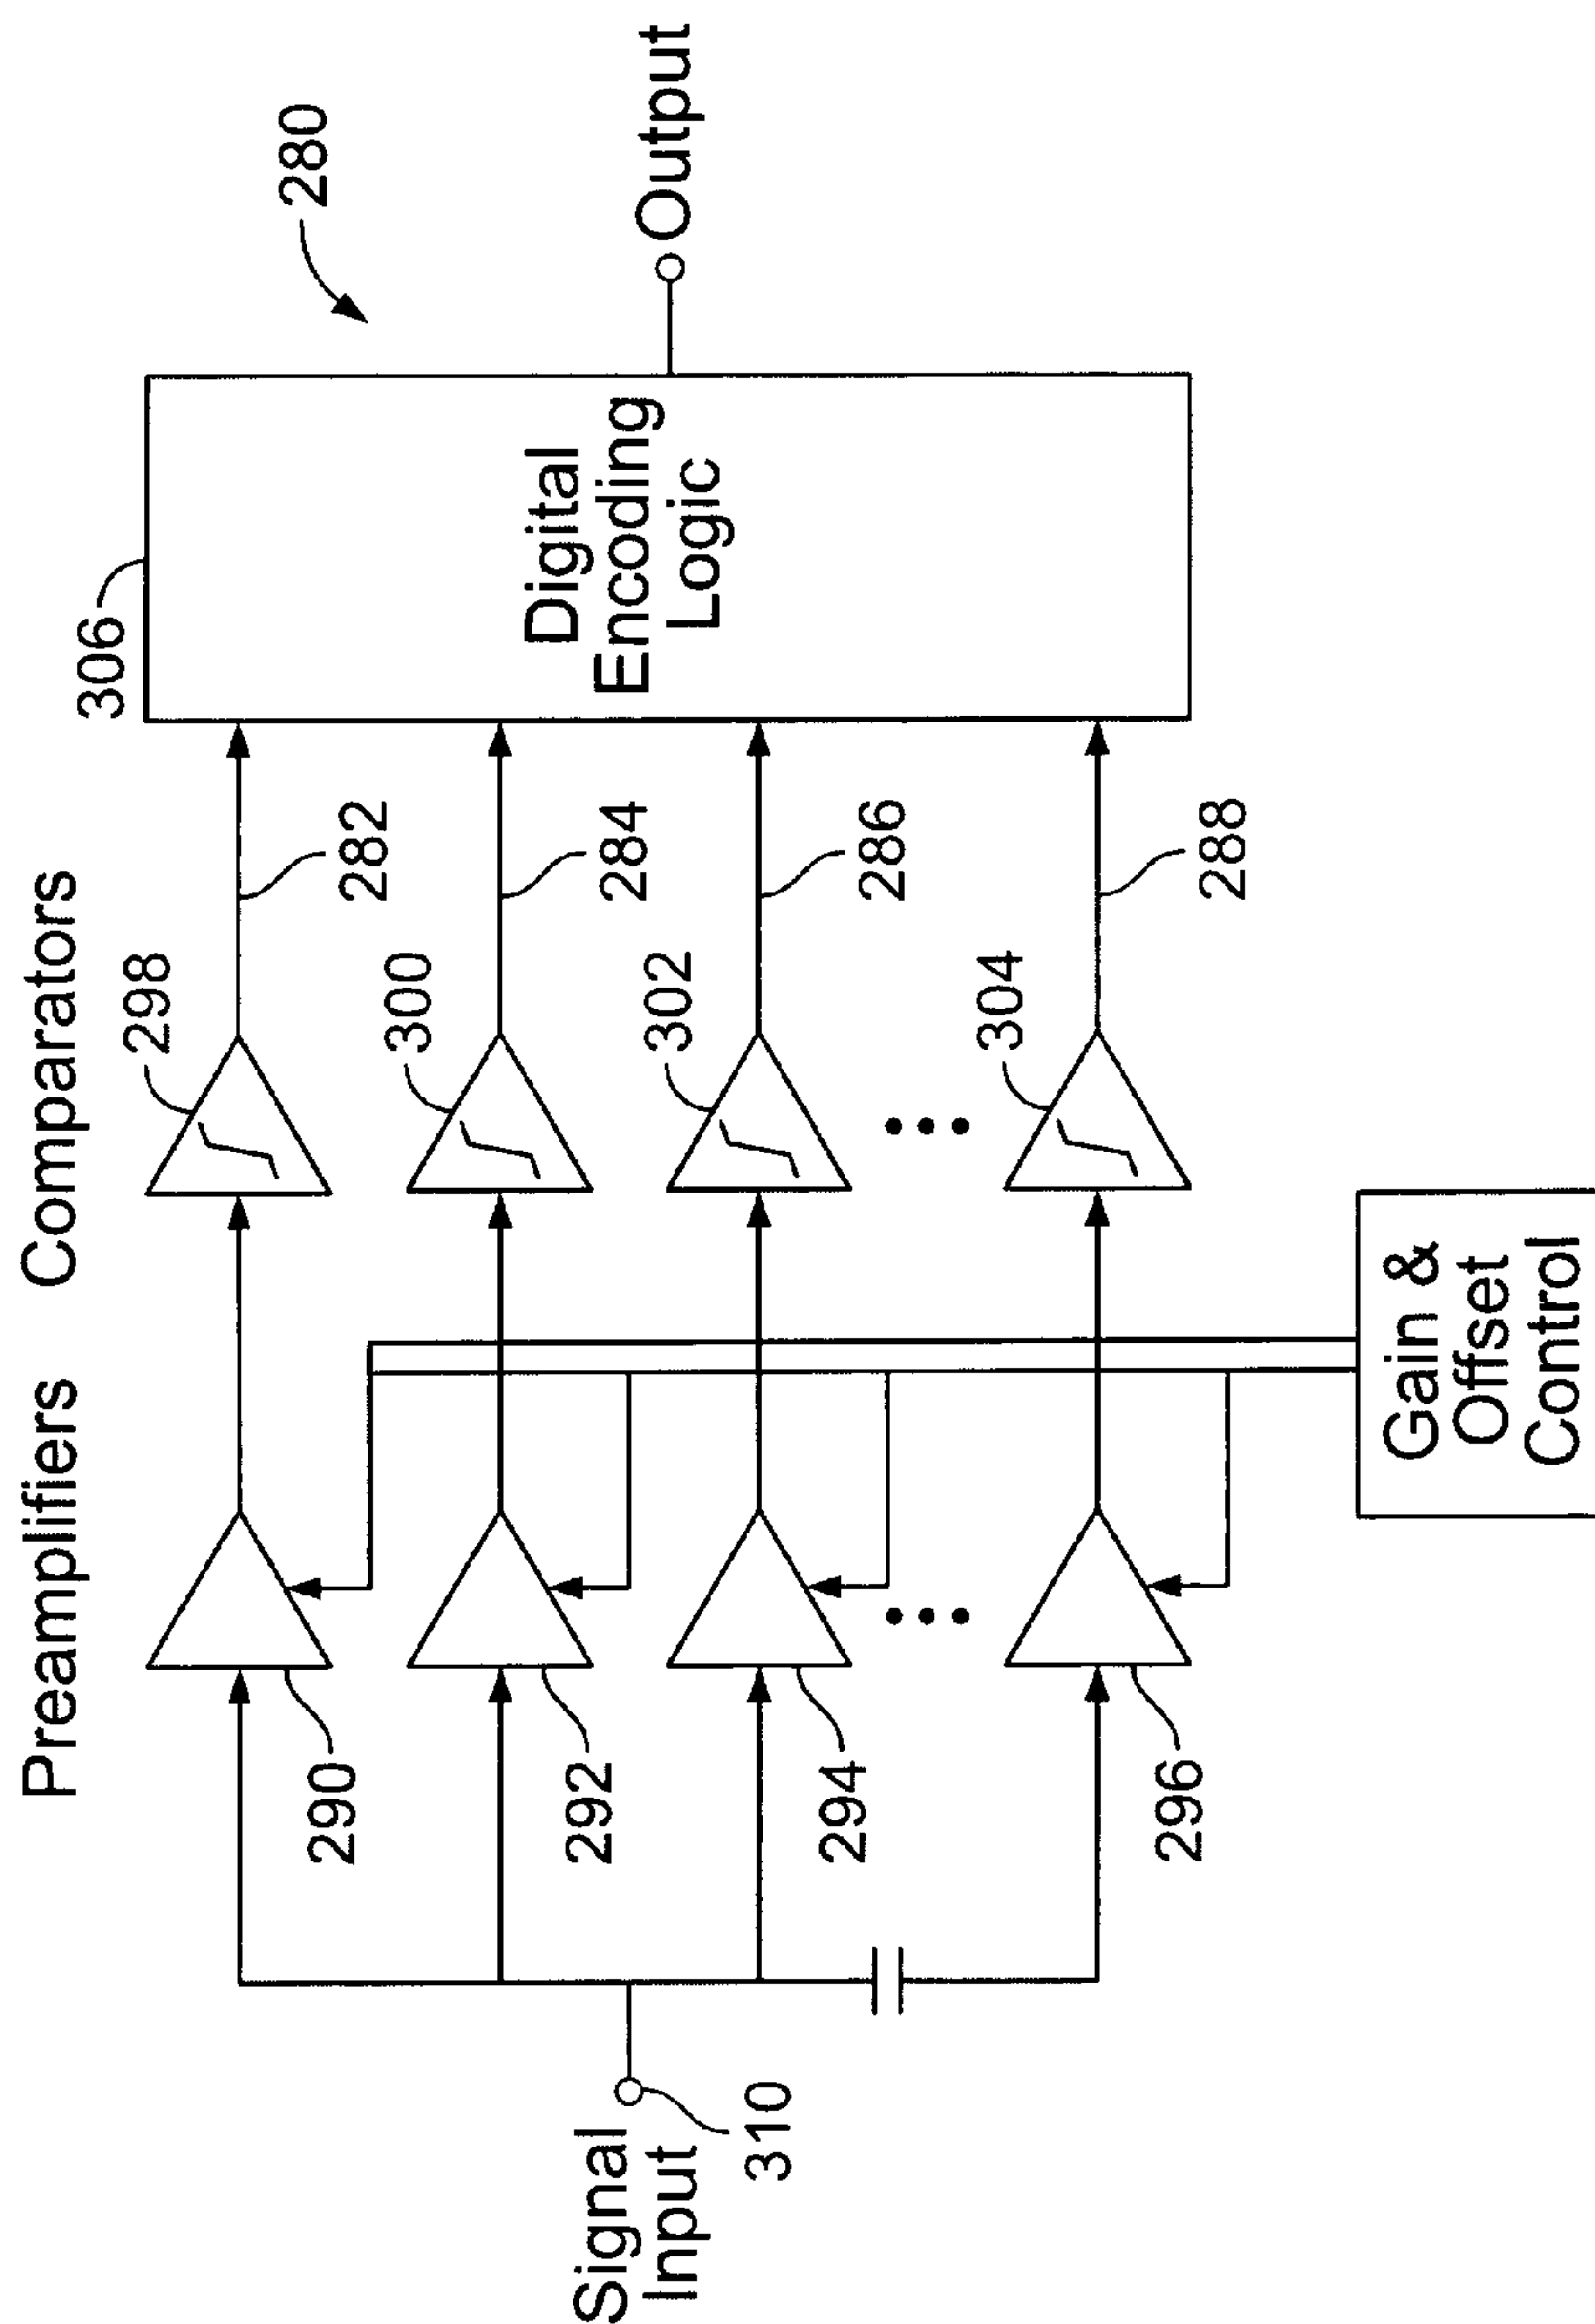 280
Preamplifiers
Comparators
306
298
282
290
300
284
292
Digital
Encoding
Logic
Output
Signal
Input
310
302
286
294
304
288
296
Gain &
Offset
Control